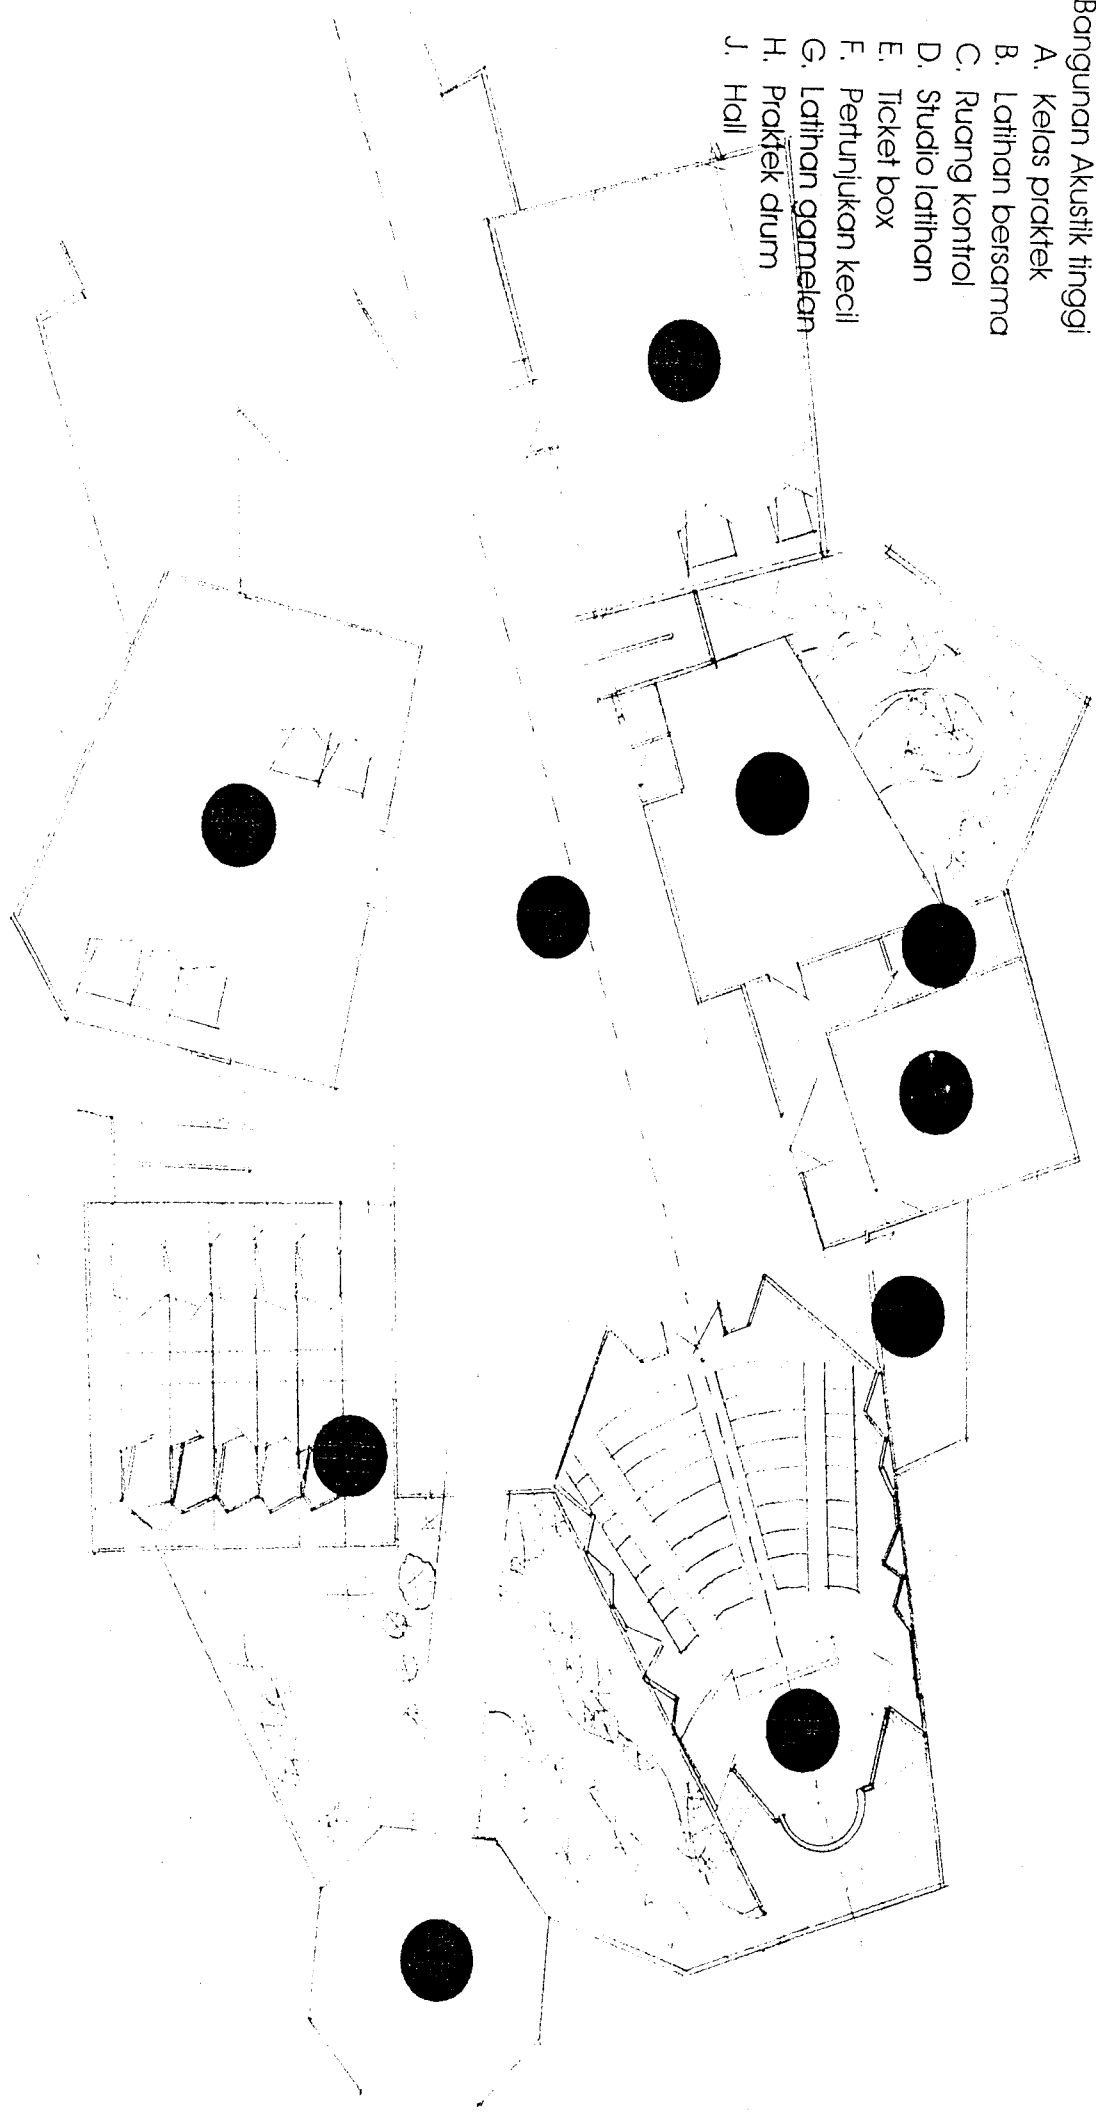 Bangunan Akustik tinggi
A. Kelas praktek
B. Latihan bersama
C. Ruang kontrol
D. Studio latihan
E. Ticket box
F. Pertunjukan kecil
G. Latihan gamelan
H. Praktek drum
J. Hall